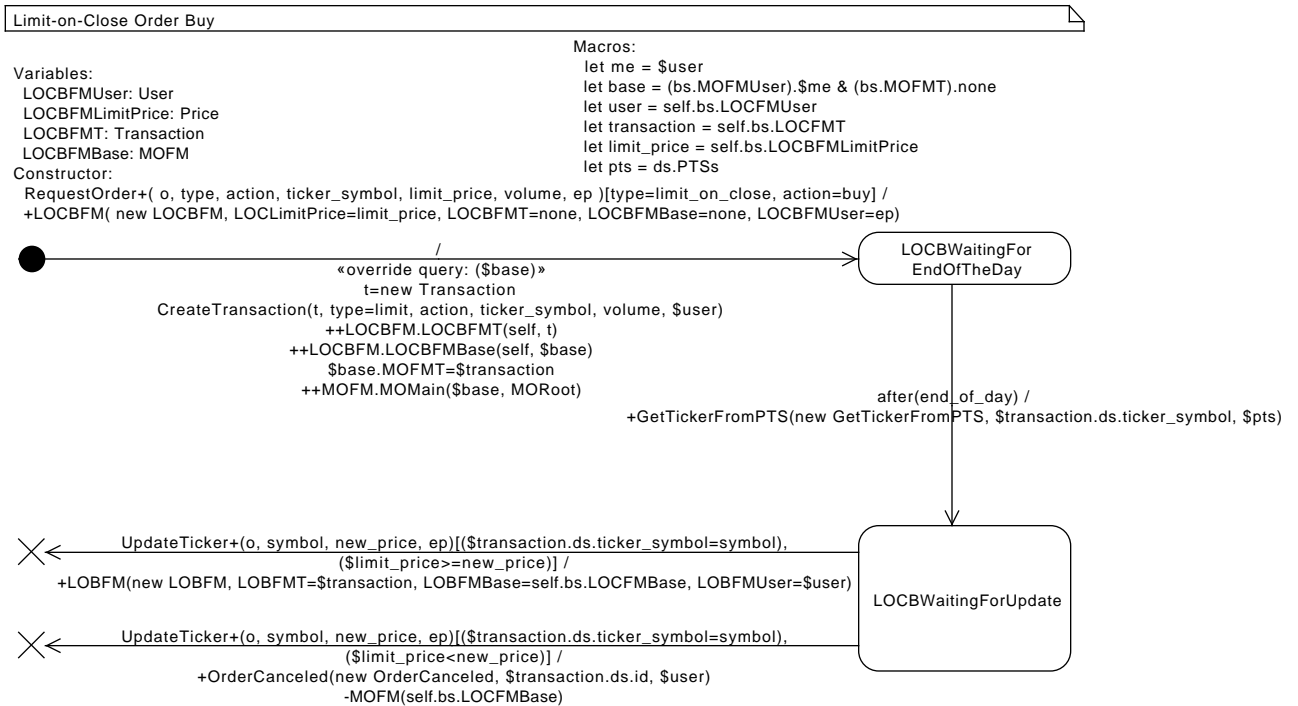 Limit-on-Close Order Buy
Variables:
LOCBFMUser: User
LOCBFMLimitPrice: Price
LOCBFMT: Transaction
LOCBFMBase: MOFM
Macros:
let me = $user
let base = (bs.MOFMUser).$me & (bs.MOFMT).none
let user = self.bs.LOCFMUser
let transaction = self.bs.LOCFMT
let limit_price = self.bs.LOCBFMLimitPrice
let pts = ds.PTSs
Constructor:
RequestOrder+( o, type, action, ticker_symbol, limit_price, volume, ep )[type=limit_on_close, action=buy] /
+LOCBFM( new LOCBFM, LOCLimitPrice=limit_price, LOCBFMT=none, LOCBFMBase=none, LOCBFMUser=ep)
/
«override query: ($base)»
t=new Transaction
CreateTransaction(t, type=limit, action, ticker_symbol, volume, $user)
++LOCBFM.LOCBFMT(self, t)
++LOCBFM.LOCBFMBase(self, $base)
$base.MOFMT=$transaction
++MOFM.MOMain($base, MORoot)
LOCBWaitingFor
EndOfTheDay
after(end_of_day) /
+GetTickerFromPTS(new GetTickerFromPTS, $transaction.ds.ticker_symbol, $pts)
UpdateTicker+(o, symbol, new_price, ep)[($transaction.ds.ticker_symbol=symbol),
($limit_price>=new_price)] /
+LOBFM(new LOBFM, LOBFMT=$transaction, LOBFMBase=self.bs.LOCFMBase, LOBFMUser=$user)
LOCBWaitingForUpdate
UpdateTicker+(o, symbol, new_price, ep)[($transaction.ds.ticker_symbol=symbol),
($limit_price<new_price)] /
+OrderCanceled(new OrderCanceled, $transaction.ds.id, $user)
-MOFM(self.bs.LOCFMBase)